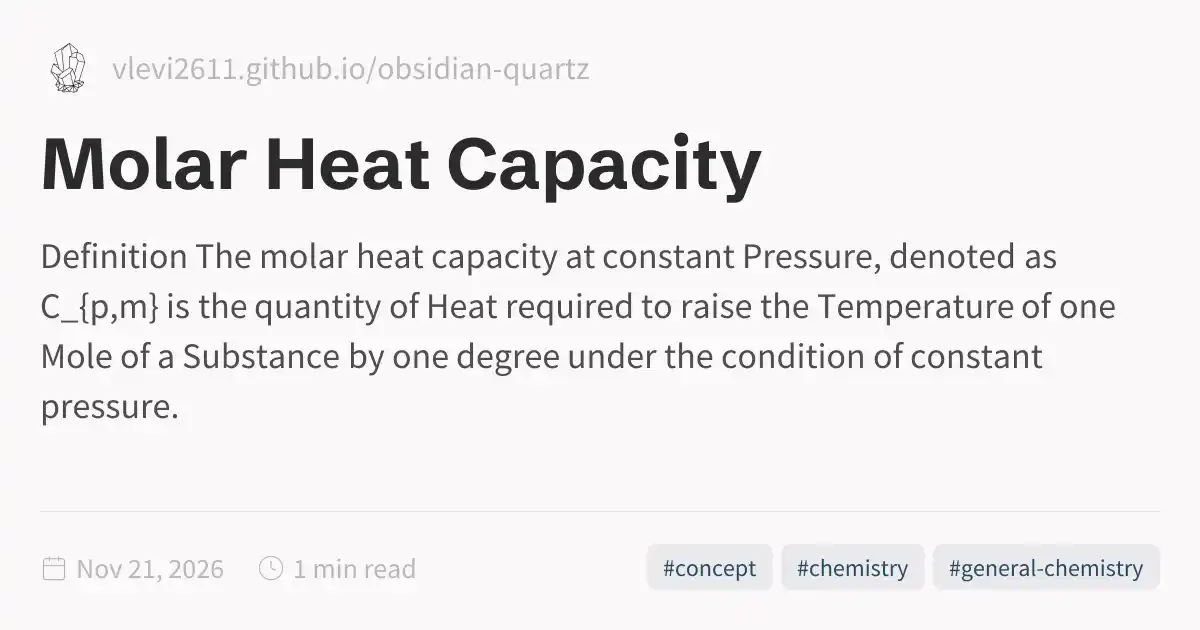 vlevi2611.github.io/obsidian-quartz
Molar Heat Capacity
Definition The molar heat capacity at constant Pressure, denoted as
C_{p,m} is the quantity of Heat required to raise the Temperature of one
Mole of a Substance by one degree under the condition of constant
pressure.
Nov 21, 2026 1 min read #concept #chemistry #general-chemistry